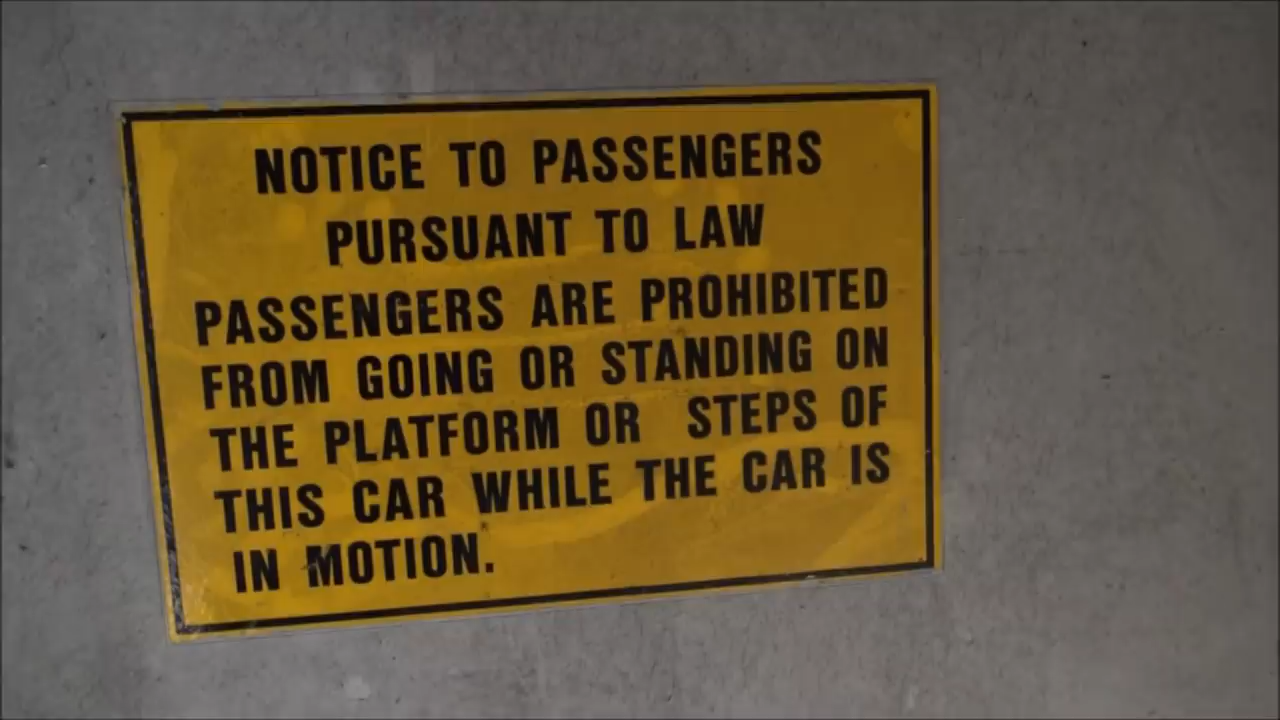 NOTICE TO PASSENGERS
PURSUANT TO LAW
PASSENGERS ARE PROHIBITED
FROM GOING OR STANDING ON
THE PLATFORM OR STEPS OF
THIS CAR WHILE THE CAR IS
IN MOTION.